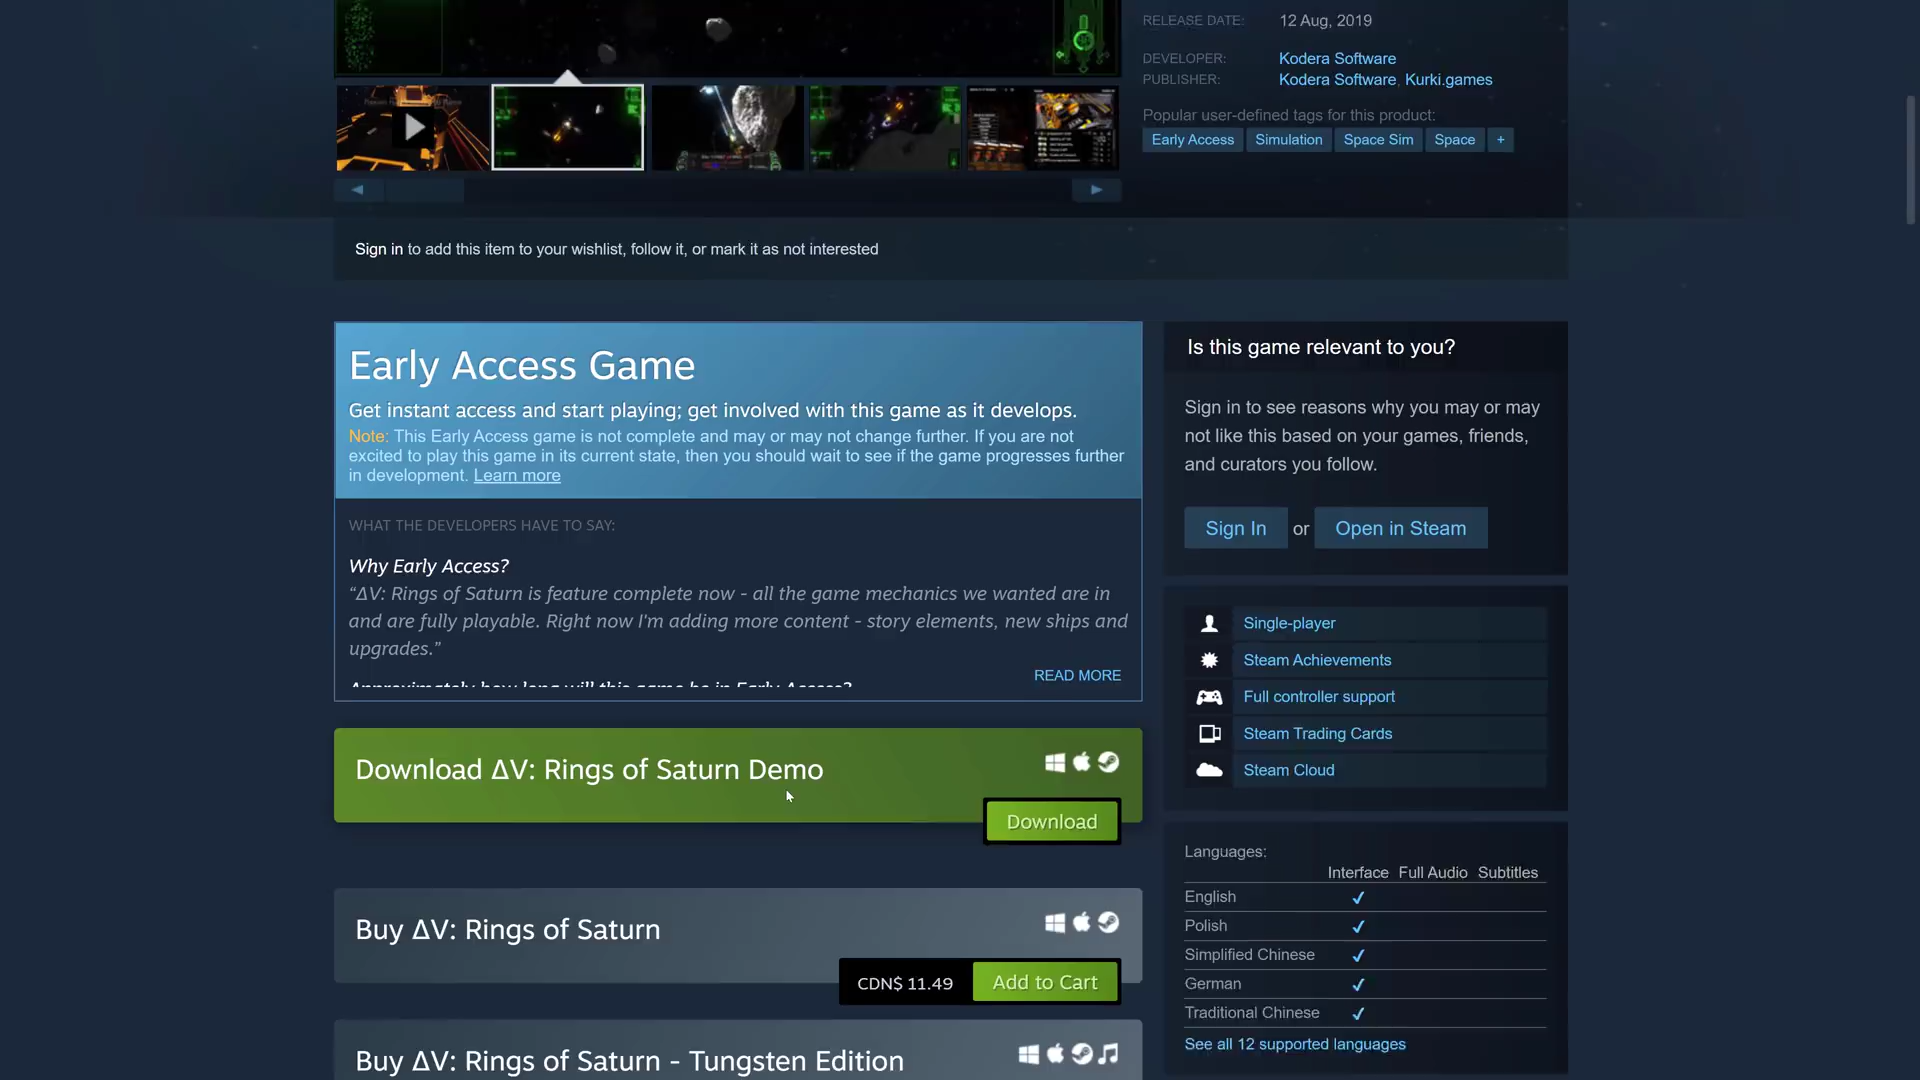 RELEASE DATE: 12 Aug, 2019
DEVELOPER: Kodera Software
PUBLISHER: Kodera Software, Kurki.games
Popular user-defined tags for this product:
Early Access Simulation Space Sim Space +
Sign in to add this item to your wishlist, follow it, or mark it as not interested
Early Access Game
Get instant access and start playing; get involved with this game as it develops.
Note: This Early Access game is not complete and may or may not change further. If you are not
excited to play this game in its current state, then you should wait to see if the game progresses further
in development. Learn more
WHAT THE DEVELOPERS HAVE TO SAY:
Why Early Access?
“ΔV: Rings of Saturn is feature complete now - all the game mechanics we wanted are in
and are fully playable. Right now I'm adding more content - story elements, new ships and
upgrades.”
Approximately how long will this game be in Early Access?
READ MORE
Download ΔV: Rings of Saturn Demo
Download
Buy ΔV: Rings of Saturn
CDN$ 11.49 Add to Cart
Buy ΔV: Rings of Saturn - Tungsten Edition
Is this game relevant to you?
Sign in to see reasons why you may or may
not like this based on your games, friends,
and curators you follow.
Sign In or Open in Steam
Single-player
Steam Achievements
Full controller support
Steam Trading Cards
Steam Cloud
Languages:
Interface Full Audio Subtitles
English ✔
Polish ✔
Simplified Chinese ✔
German ✔
Traditional Chinese ✔
See all 12 supported languages